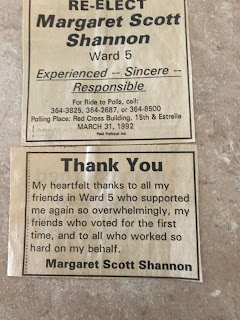 RE-ELECT
Margaret Scott
Shannon
Ward 5
Experienced -- Sincere --
Responsible
For Ride to Polls, call:
364-3825, 364-2687, or 364-8500
Polling Place: Red Cross Building, 15th & Estrella
MARCH 31, 1992
Paid Political Ad.
Thank You
My heartfelt thanks to all my
friends in Ward 5 who supported
me again so overwhelmingly, my
friends who voted for the first
time, and to all who worked so
hard on my behalf.
Margaret Scott Shannon